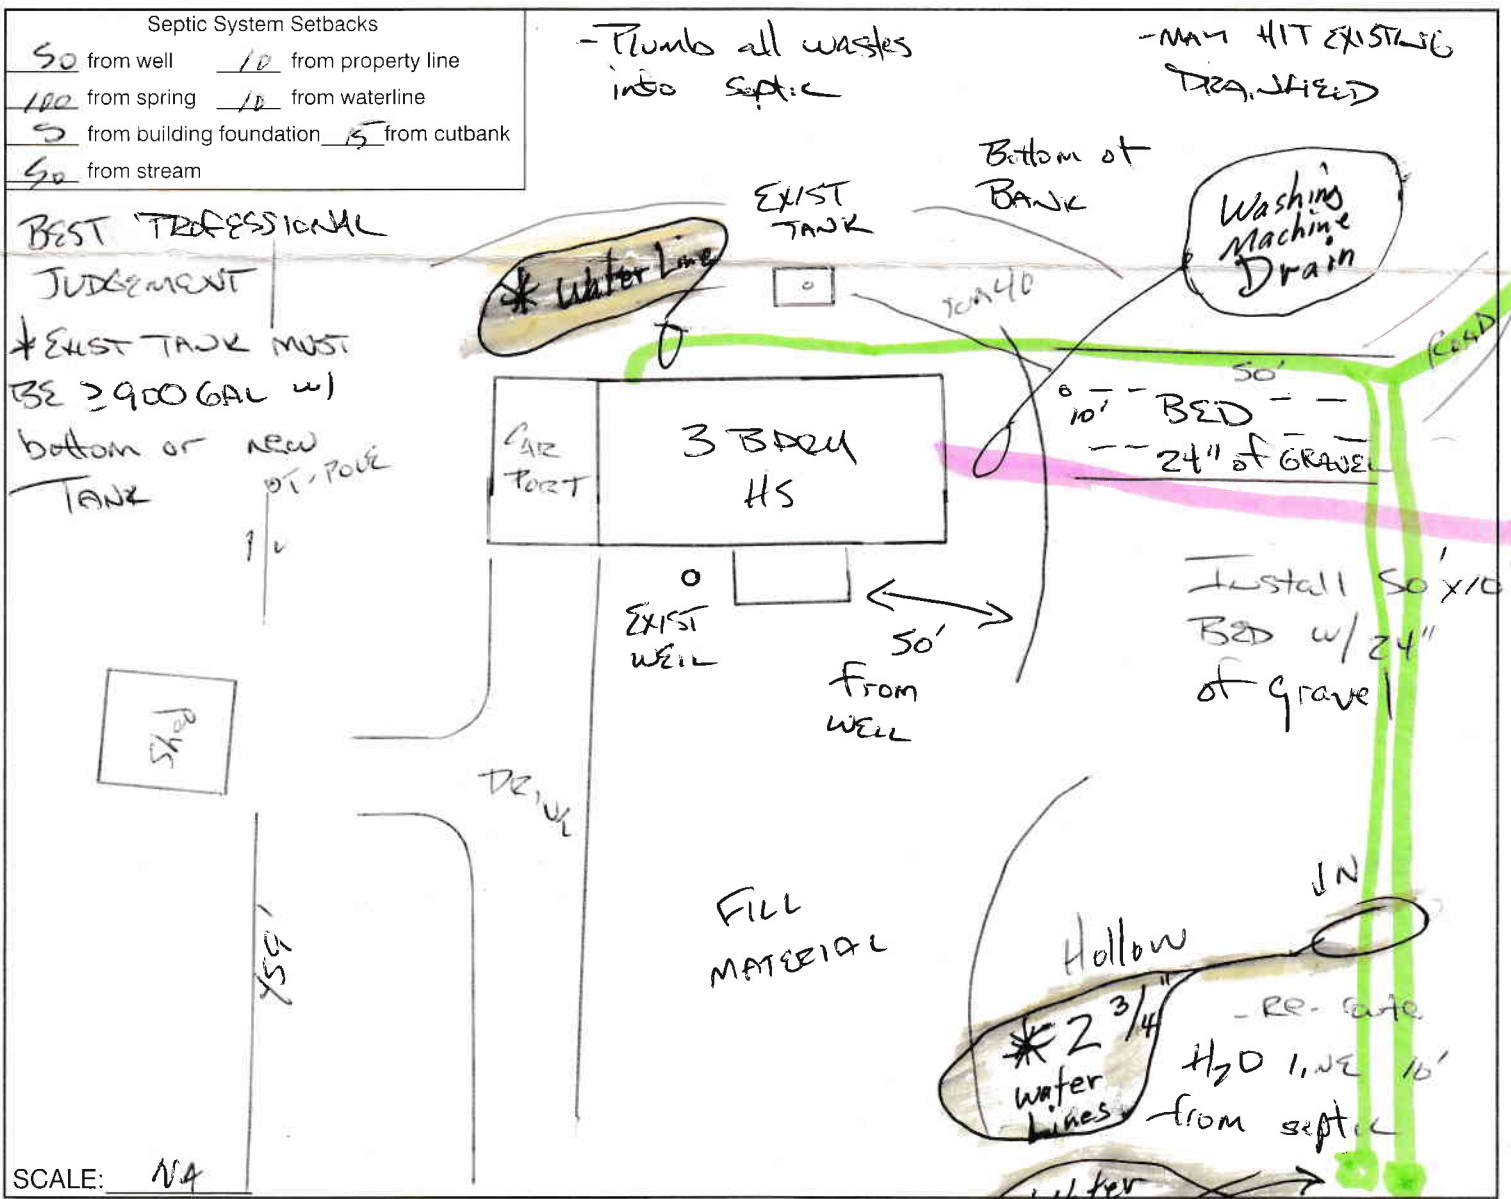 Septic System Setbacks
50 from well 10 from property line
100 from spring 10 from waterline
5 from building foundation 15 from cutbank
50 from stream
- Plumb all wastes
into septic
- MAY HIT EXISTING
DRAINFIELD
BEST PROFESSIONAL
JUDGEMENT
* EXIST TANK MUST
BE ≥ 900 GAL w/
bottom or new
TANK
* Water Line
EXIST
TANK
Bottom of
BANK
Washing
Machine
Drain
40
ROAD
50'
10' BED
24" of GRAVEL
CAR
PORT
3 BDRM
HS
T-POLE
EXIST
WELL
50'
from
WELL
Install 50'x10'
BED w/ 24"
of gravel
Shed
DRIVE
459'
FILL
MATERIAL
Hollow
* 2 3/4"
water
Lines
- Re-
H2O LINE 10'
from septic
water
SCALE: NA